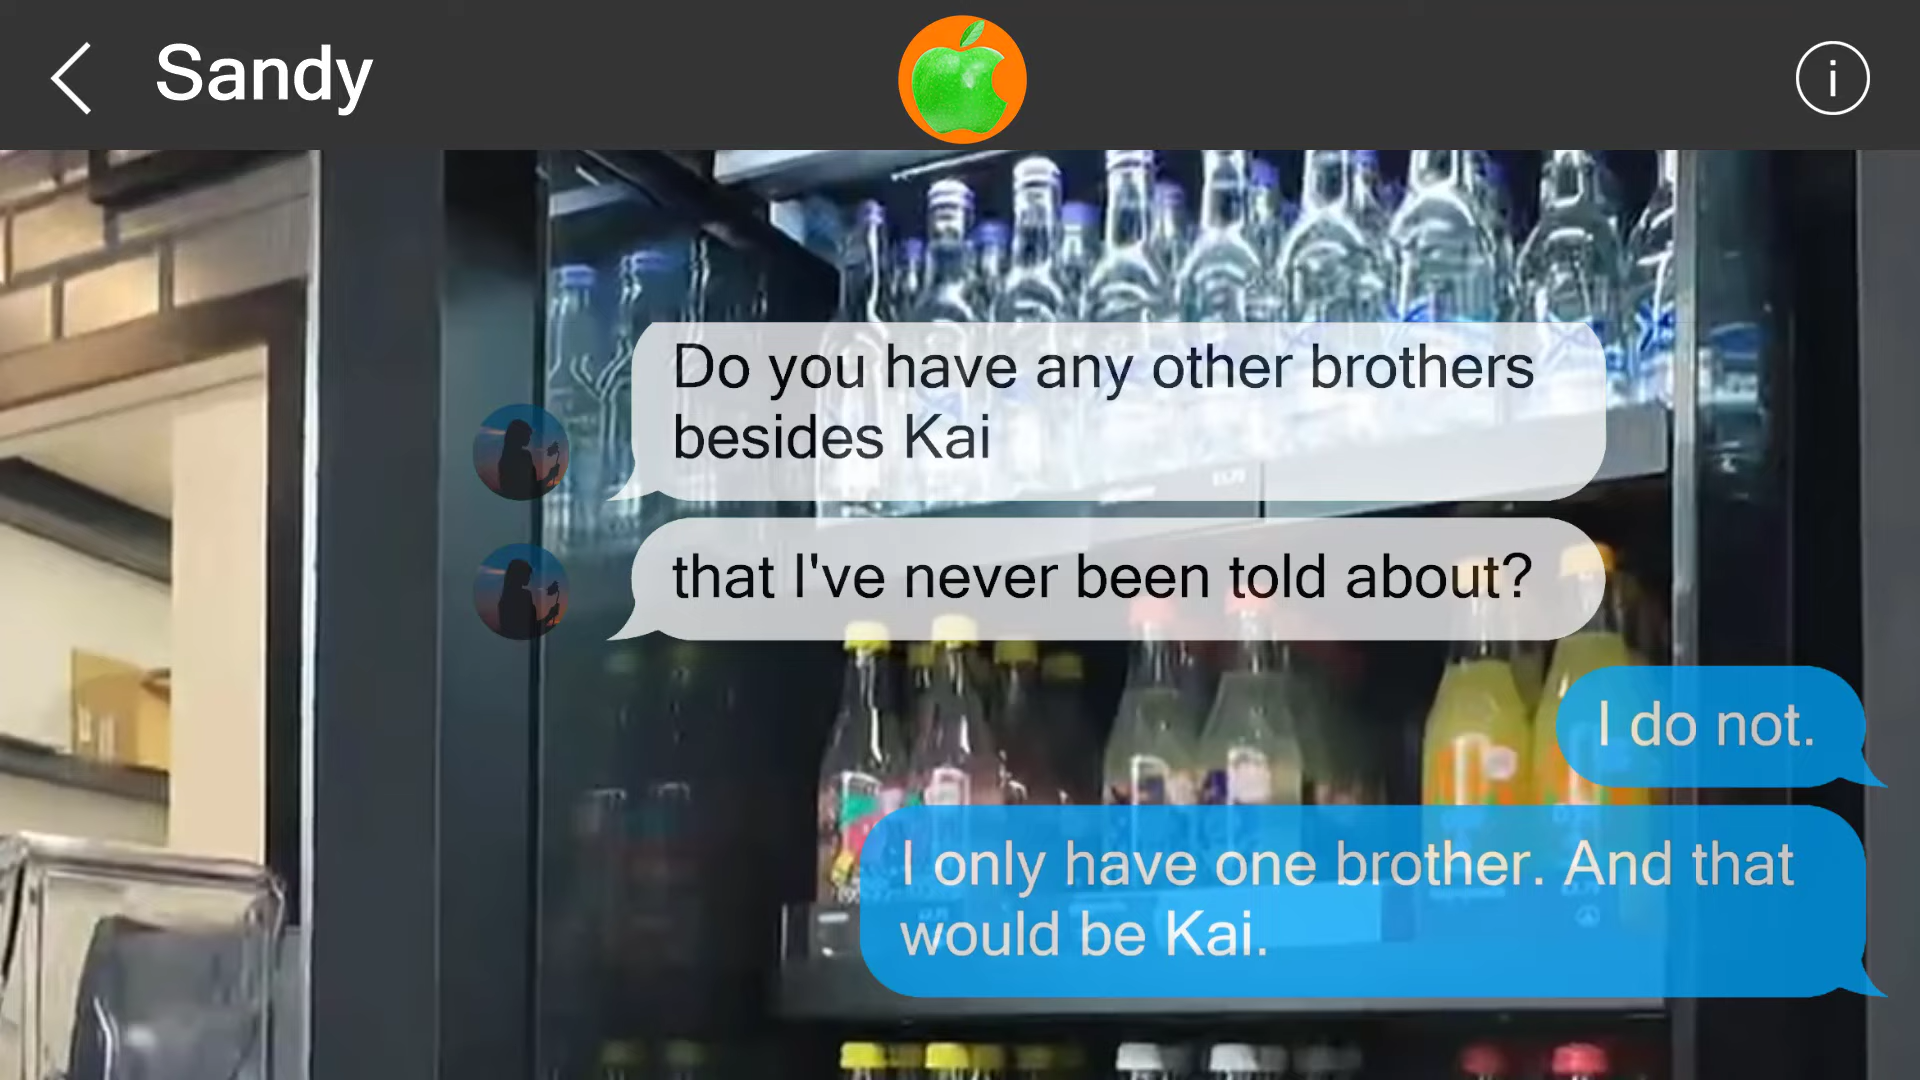 Sandy
Do you have any other brothers
besides Kai
that I've never been told about?
I do not.
I only have one brother. And that
would be Kai.